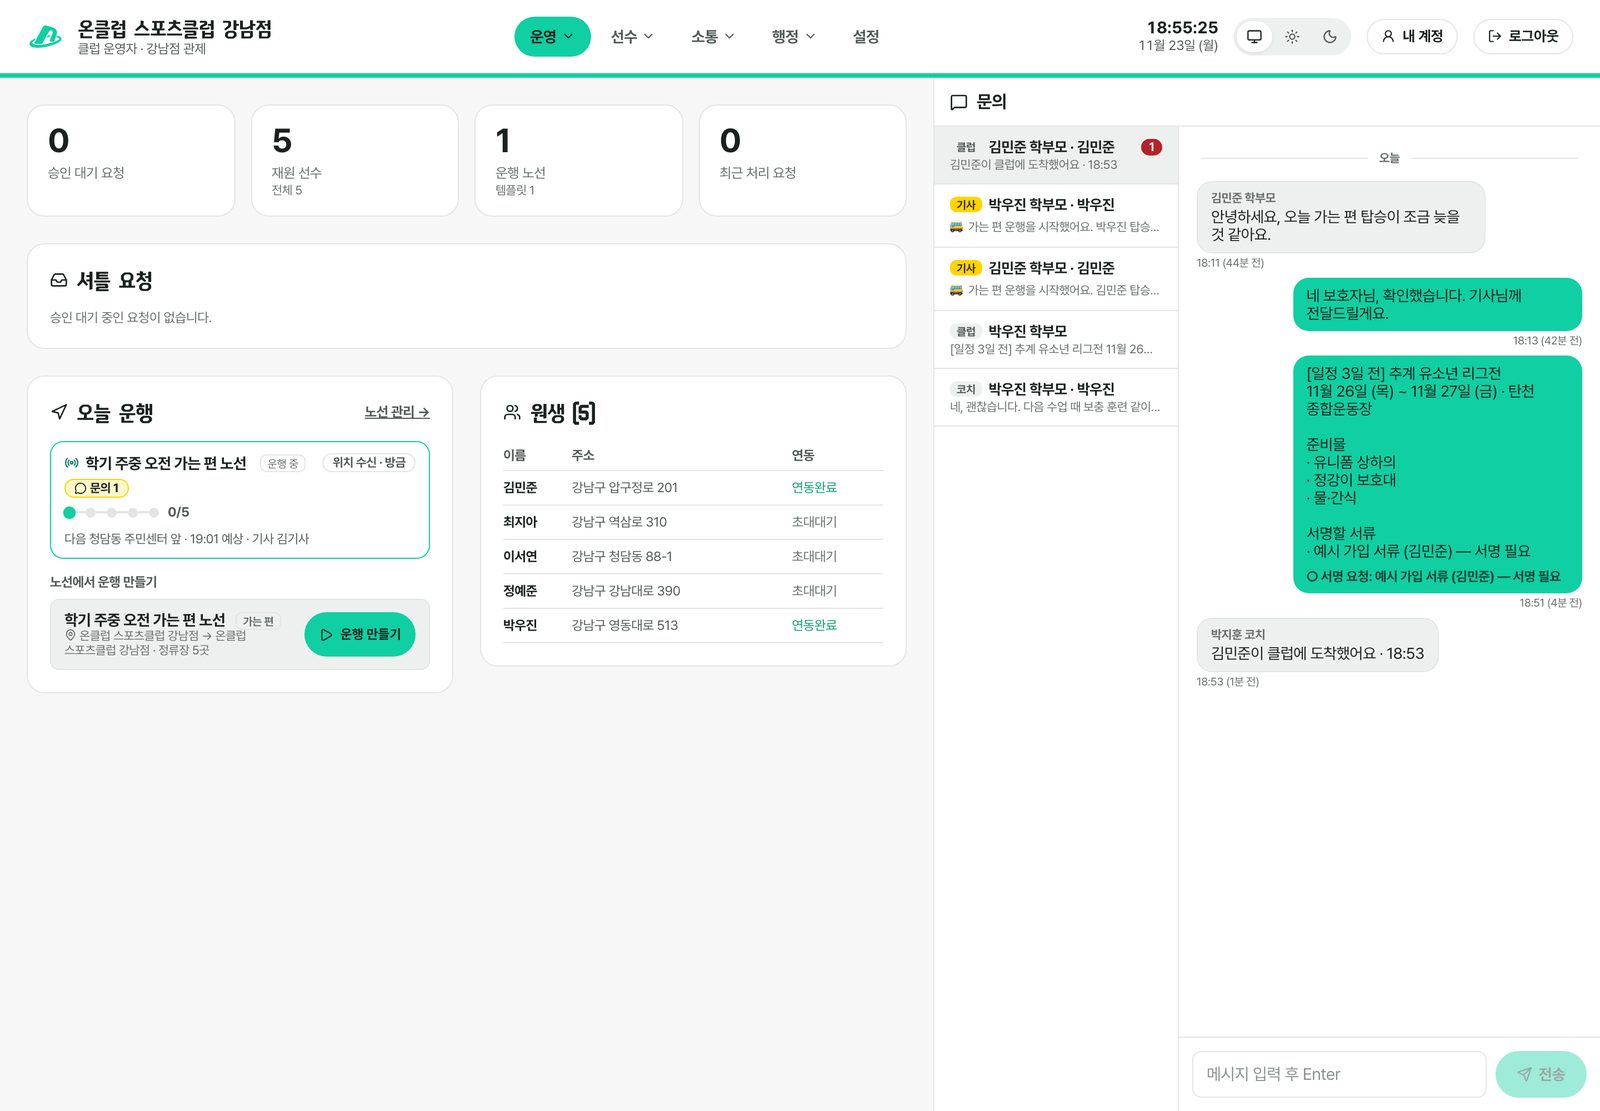 온클럽 스포츠클럽 강남점
클럽 운영자 · 강남점 관제
운영
선수
소통
행정
설정
18:55:25
11월 23일 (월)
내 계정
로그아웃
0
승인 대기 요청
5
재원 선수
전체 5
1
운행 노선
템플릿 1
0
최근 처리 요청
셔틀 요청
승인 대기 중인 요청이 없습니다.
오늘 운행
노선 관리 →
학기 주중 오전 가는 편 노선
운행 중
위치 수신 · 방금
문의 1
0/5
다음 청담동 주민센터 앞 · 19:01 예상 · 기사 김기사
노선에서 운행 만들기
학기 주중 오전 가는 편 노선
가는 편
온클럽 스포츠클럽 강남점 → 온클럽
스포츠클럽 강남점 · 정류장 5곳
운행 만들기
원생 (5)
이름 주소 연동
김민준 강남구 압구정로 201 연동완료
최지아 강남구 역삼로 310 초대대기
이서연 강남구 청담동 88-1 초대대기
정예준 강남구 강남대로 390 초대대기
박우진 강남구 영동대로 513 연동완료
문의
클럽 김민준 학부모 · 김민준 1
김민준이 클럽에 도착했어요 · 18:53
기사 박우진 학부모 · 박우진
가는 편 운행을 시작했어요. 박우진 탑승...
기사 김민준 학부모 · 김민준
가는 편 운행을 시작했어요. 김민준 탑승...
클럽 박우진 학부모
[일정 3일 전] 추계 유소년 리그전 11월 26...
코치 박우진 학부모 · 박우진
네, 괜찮습니다. 다음 수업 때 보충 훈련 같이...
오늘
김민준 학부모
안녕하세요, 오늘 가는 편 탑승이 조금 늦을
것 같아요.
18:11 (44분 전)
네 보호자님, 확인했습니다. 기사님께
전달드릴게요.
18:13 (42분 전)
[일정 3일 전] 추계 유소년 리그전
11월 26일 (목) ~ 11월 27일 (금) · 탄천
종합운동장
준비물
· 유니폼 상하의
· 정강이 보호대
· 물·간식
서명할 서류
· 예시 가입 서류 (김민준) — 서명 필요
서명 요청: 예시 가입 서류 (김민준) — 서명 필요
18:51 (4분 전)
박지훈 코치
김민준이 클럽에 도착했어요 · 18:53
18:53 (1분 전)
메시지 입력 후 Enter
전송